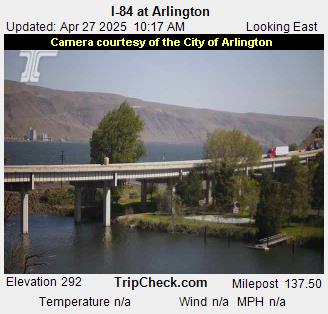 I-84 at Arlington
Updated: Apr 27 2025 10:17 AM Looking East
Camera courtesy of the City of Arlington
Elevation 292 TripCheck.com Milepost 137.50
Temperature n/a Wind n/a MPH n/a